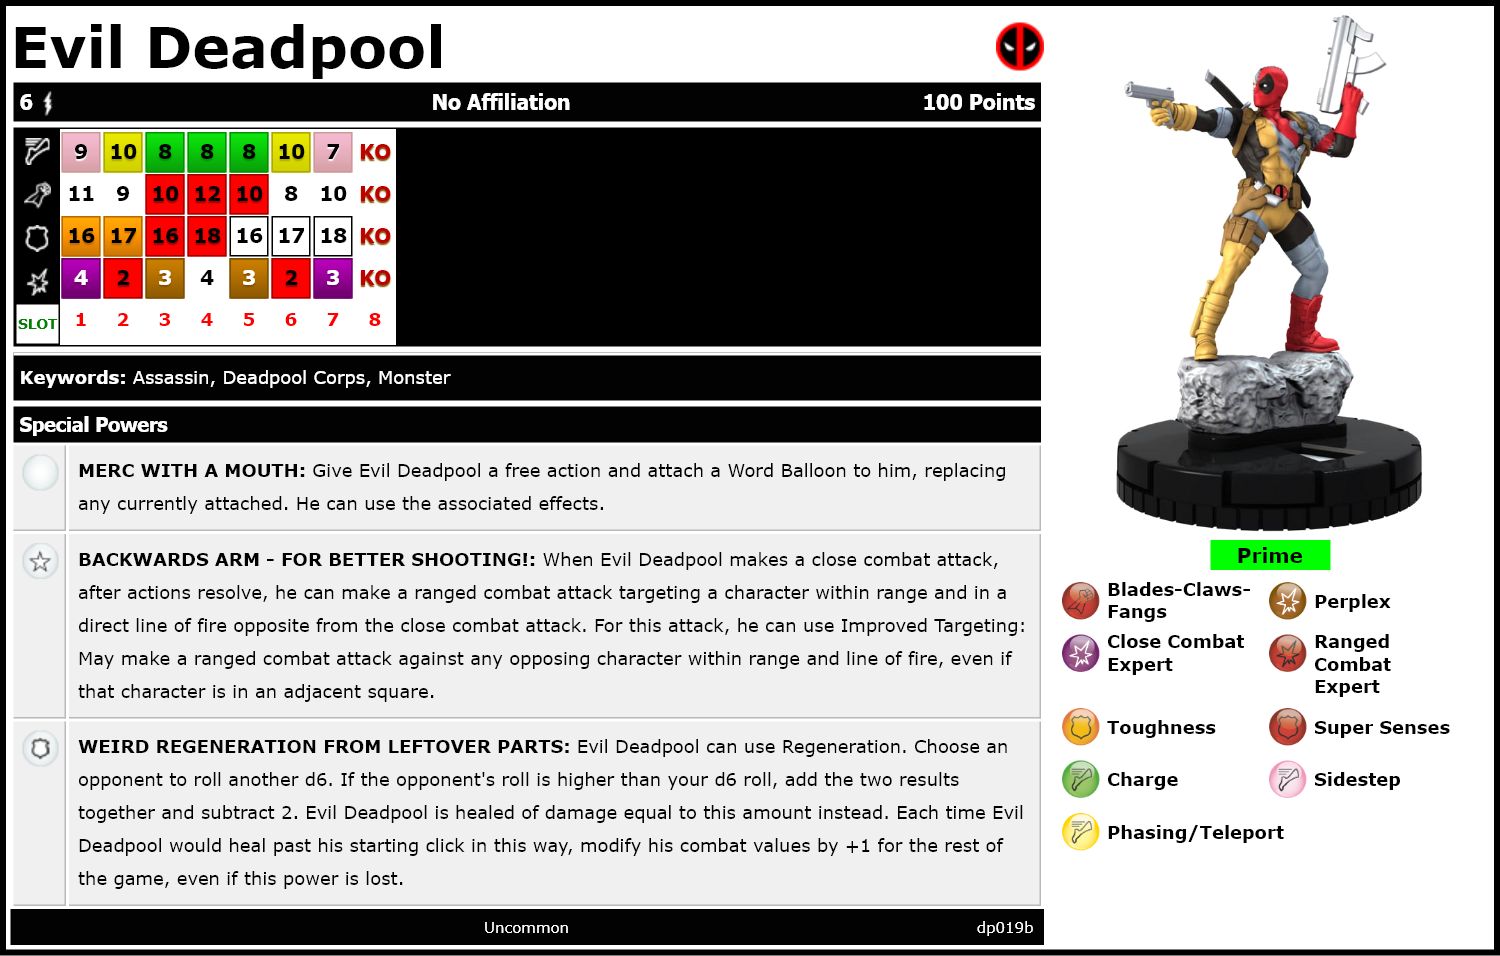 Evil Deadpool
6 No Affiliation 100 Points
9 10 8 8 8 10 7 KO
11 9 10 12 10 8 10 KO
16 17 16 18 16 17 18 KO
4 2 3 4 3 2 3 KO
SLOT 1 2 3 4 5 6 7 8
Keywords: Assassin, Deadpool Corps, Monster
Special Powers
MERC WITH A MOUTH: Give Evil Deadpool a free action and attach a Word Balloon to him, replacing
any currently attached. He can use the associated effects.
BACKWARDS ARM - FOR BETTER SHOOTING!: When Evil Deadpool makes a close combat attack,
after actions resolve, he can make a ranged combat attack targeting a character within range and in a
direct line of fire opposite from the close combat attack. For this attack, he can use Improved Targeting:
May make a ranged combat attack against any opposing character within range and line of fire, even if
that character is in an adjacent square.
WEIRD REGENERATION FROM LEFTOVER PARTS: Evil Deadpool can use Regeneration. Choose an
opponent to roll another d6. If the opponent's roll is higher than your d6 roll, add the two results
together and subtract 2. Evil Deadpool is healed of damage equal to this amount instead. Each time Evil
Deadpool would heal past his starting click in this way, modify his combat values by +1 for the rest of
the game, even if this power is lost.
Uncommon dp019b
Prime
Blades-Claws-
Fangs
Perplex
Close Combat
Expert
Ranged
Combat
Expert
Toughness
Super Senses
Charge
Sidestep
Phasing/Teleport